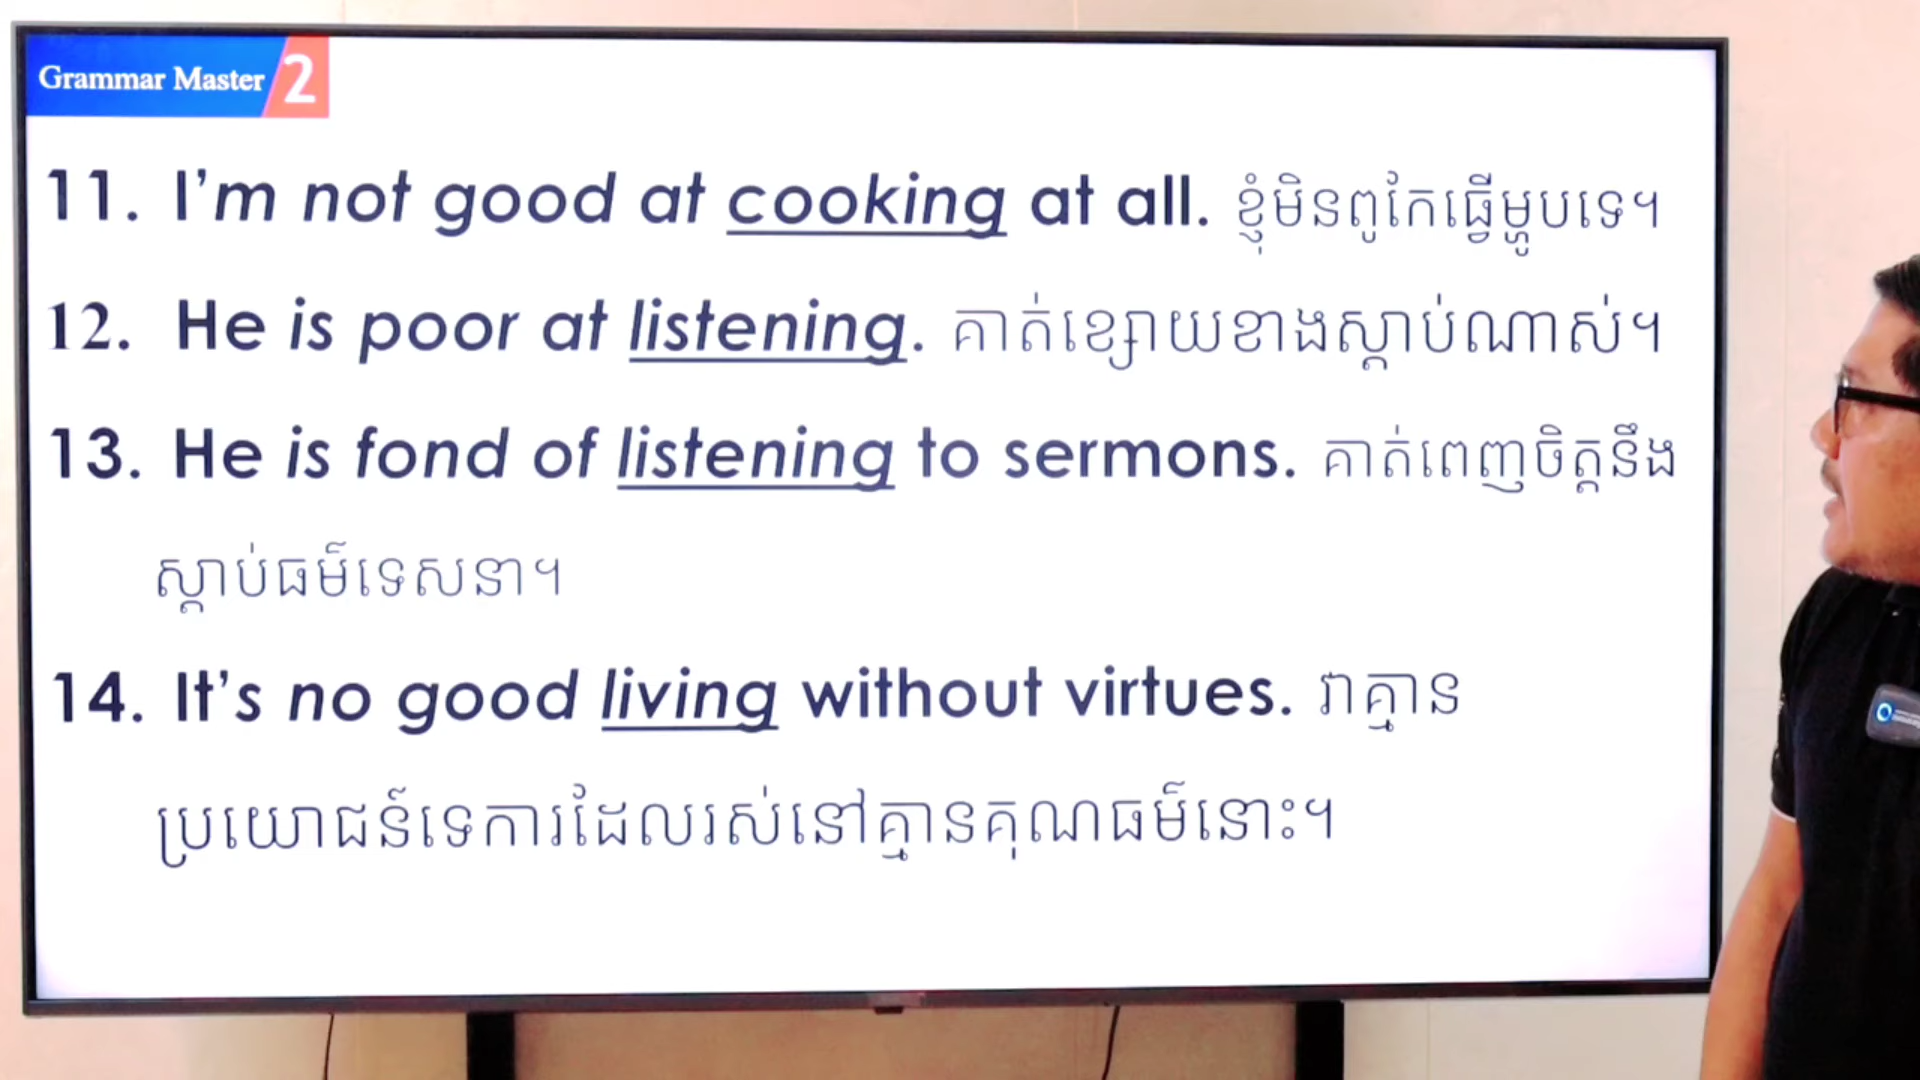 Grammar Master 2
11. I’m not good at cooking at all. ខ្ញុំមិនពូកែធ្វើម្ហូបទេ។
12. He is poor at listening. គាត់ខ្សោយខាងស្តាប់ណាស់។
13. He is fond of listening to sermons. គាត់ពេញចិត្តនឹង
ស្តាប់ធម៌ទេសនា។
14. It’s no good living without virtues. វាគ្មាន
ប្រយោជន៍ទេការដែលរស់នៅគ្មានគុណធម៌នោះ។